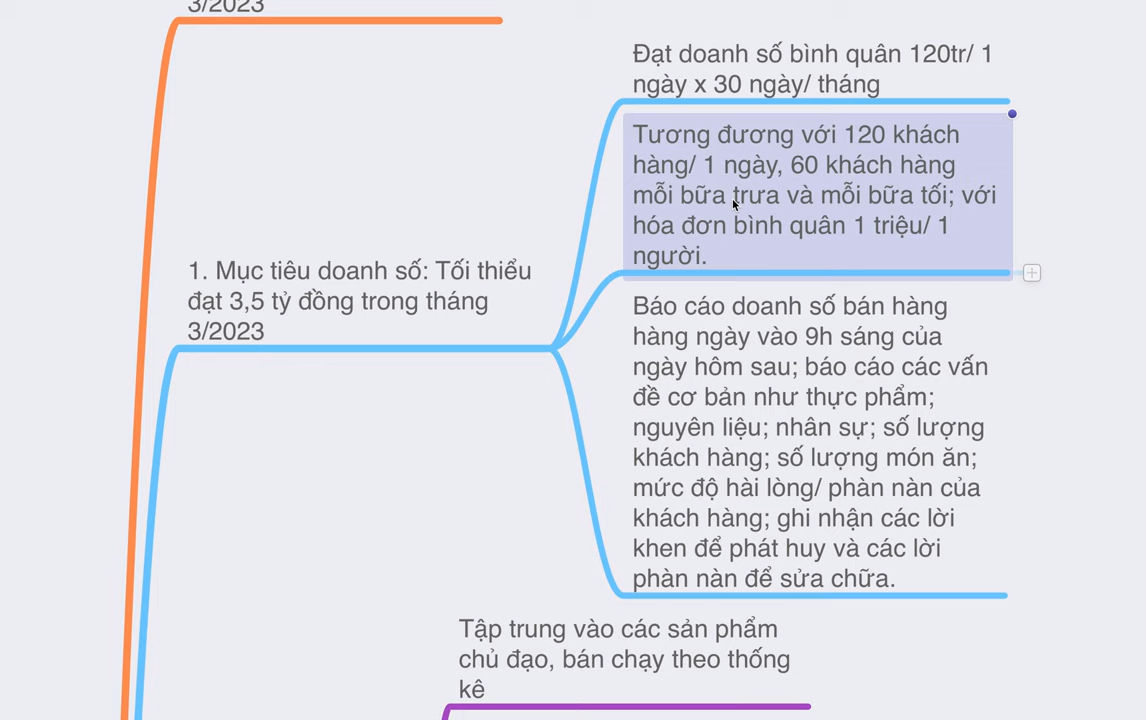 3/2023
Đạt doanh số bình quân 120tr/ 1
ngày x 30 ngày/ tháng
Tương đương với 120 khách
hàng/ 1 ngày, 60 khách hàng
mỗi bữa trưa và mỗi bữa tối; với
hóa đơn bình quân 1 triệu/ 1
người.
1. Mục tiêu doanh số: Tối thiểu
đạt 3,5 tỷ đồng trong tháng
3/2023
Báo cáo doanh số bán hàng
hàng ngày vào 9h sáng của
ngày hôm sau; báo cáo các vấn
đề cơ bản như thực phẩm;
nguyên liệu; nhân sự; số lượng
khách hàng; số lượng món ăn;
mức độ hài lòng/ phàn nàn của
khách hàng; ghi nhận các lời
khen để phát huy và các lời
phàn nàn để sửa chữa.
Tập trung vào các sản phẩm
chủ đạo, bán chạy theo thống
kê